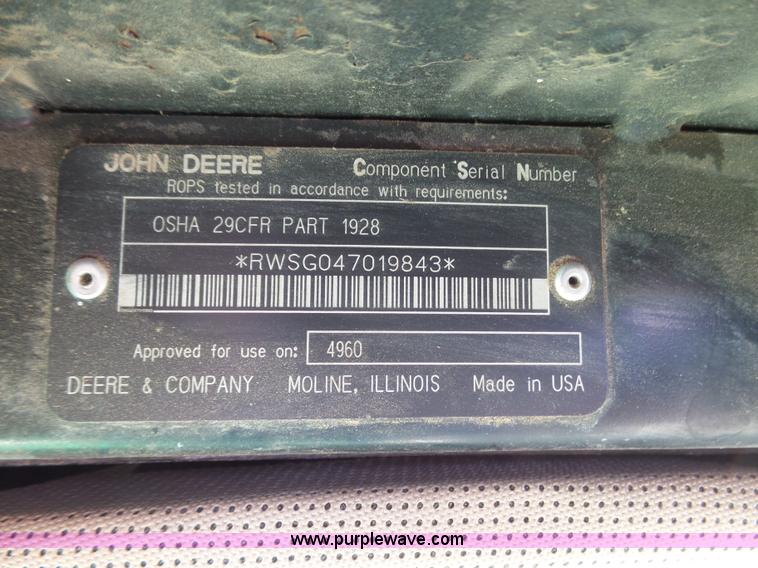 JOHN DEERE Component Serial Number
ROPS tested in accordance with requirements:
OSHA 29CFR PART 1928
*RWSG047019843*
Approved for use on: 4960
DEERE & COMPANY MOLINE, ILLINOIS Made in USA
www.purplewave.com